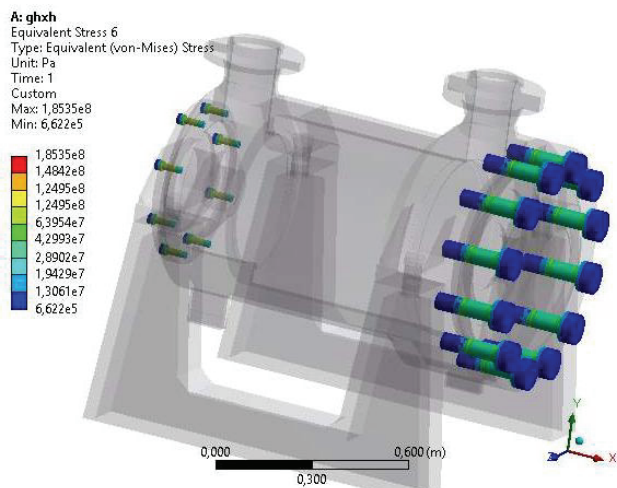 A: ghxh
Equivalent Stress 6
Type: Equivalent (von-Mises) Stress
Unit: Pa
Time: 1
Custom
Max: 1,8535e8
Min: 6,622e5
1,8535e8
1,4842e8
1,2495e8
1,2495e8
6,3954e7
4,2993e7
2,8902e7
1,9429e7
1,3061e7
6,622e5
0,000 0,600 (m)
0,300
Y
Z X